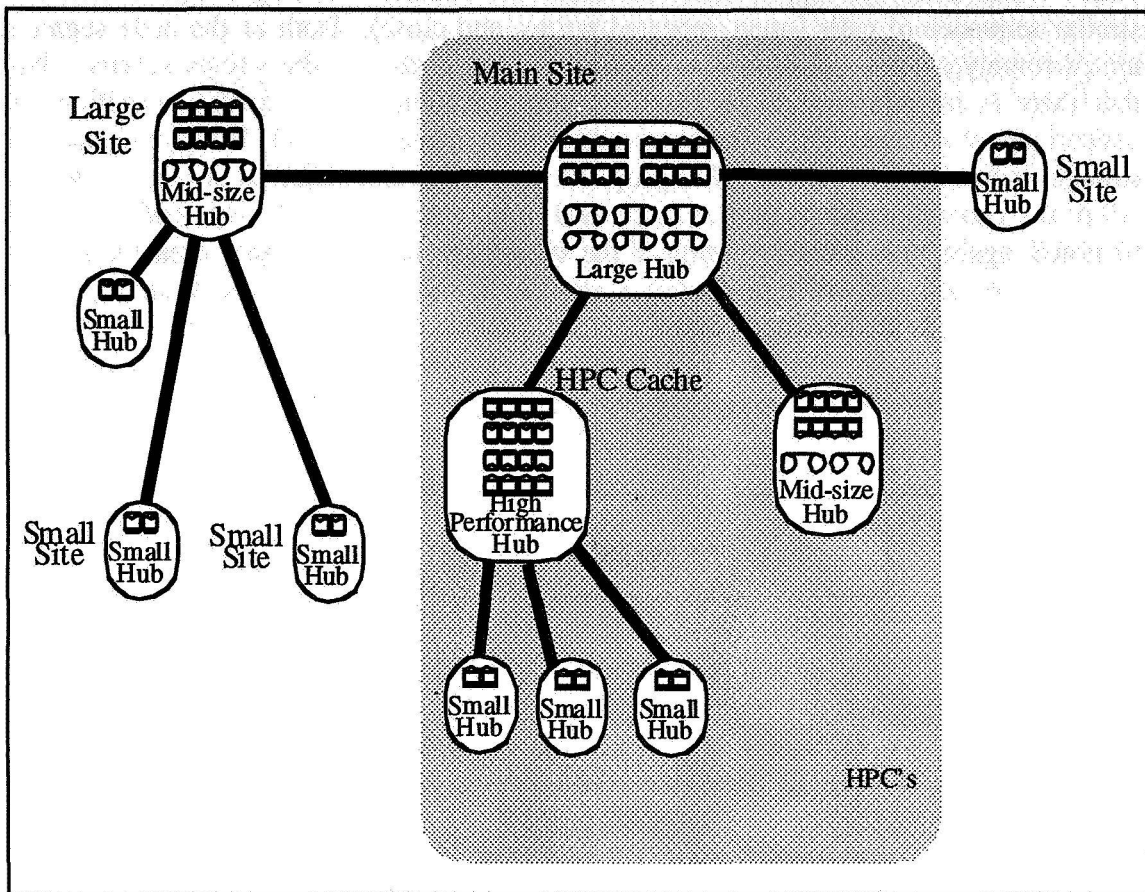 Main Site
Large
Site
Mid-size
Hub
Large Hub
Small
Hub
Small
Site
Small
Hub
HPC Cache
High
Performance
Hub
Mid-size
Hub
Small
Site
Small
Hub
Small
Site
Small
Hub
Small
Hub
Small
Hub
Small
Hub
HPC's